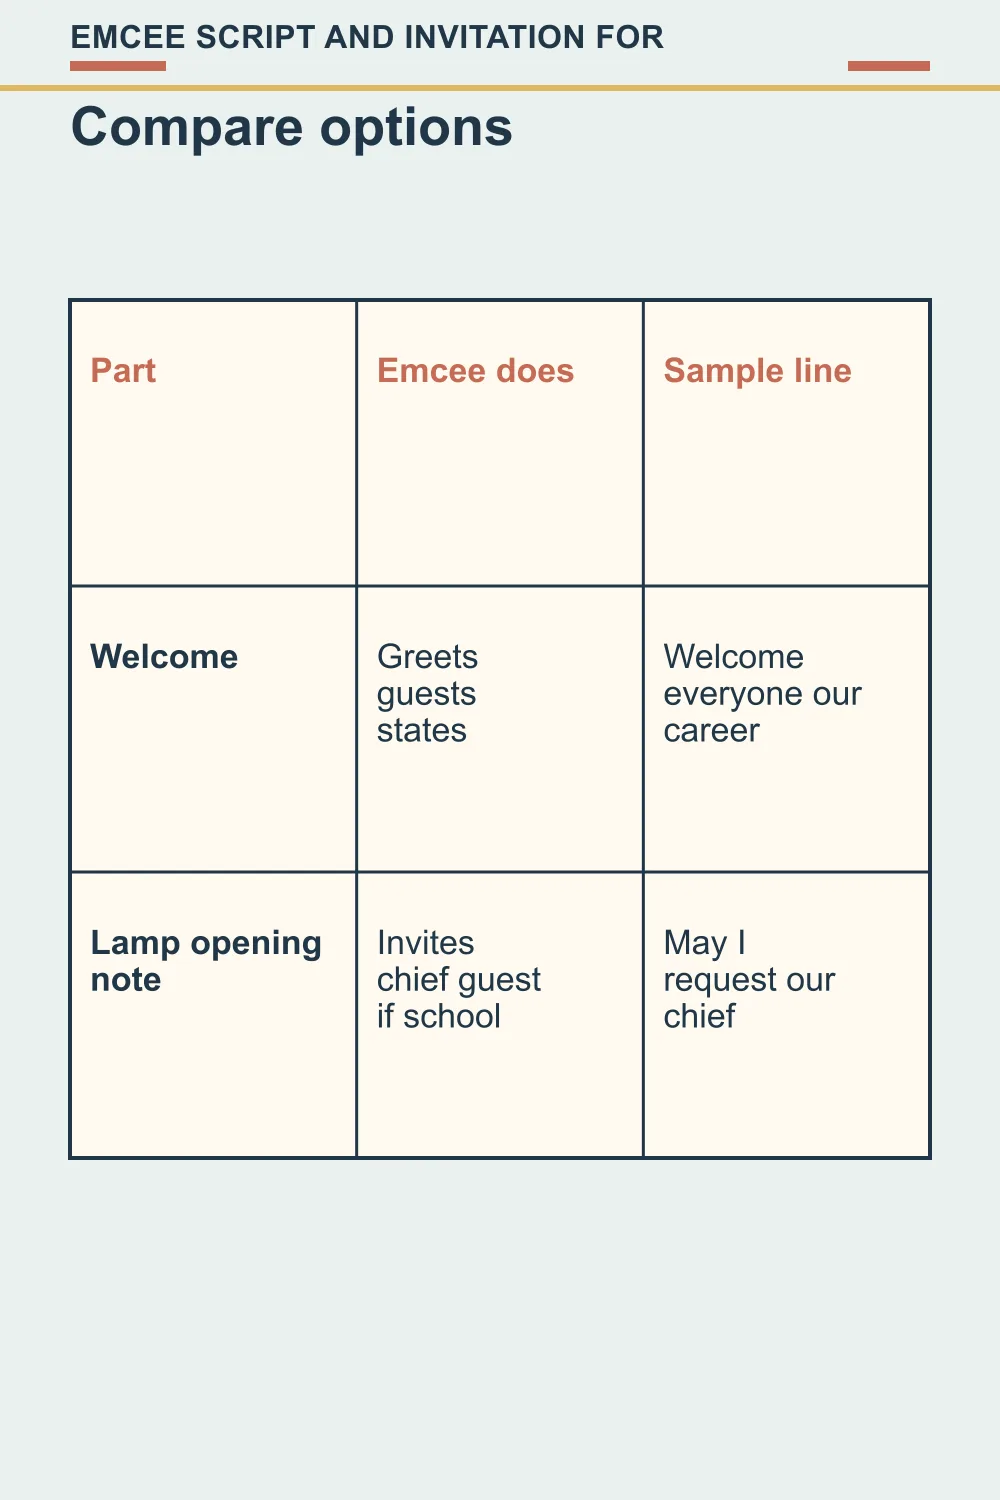 EMCEE SCRIPT AND INVITATION FOR
Compare options
Part
Emcee does
Sample line
Welcome
Greets
guests
states
Welcome
everyone our
career
Lamp opening
note
Invites
chief guest
if school
May I
request our
chief